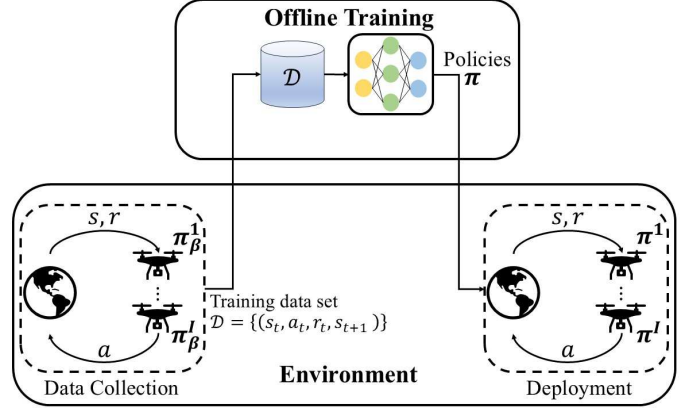 Offline Training
𝒟
Policies
π
s, r
π_β^1
⋮
π_β^I
a
Data Collection
Training data set
𝒟 = {(s_t, a_t, r_t, s_{t+1} )}
Environment
s, r
π^1
⋮
π^I
a
Deployment